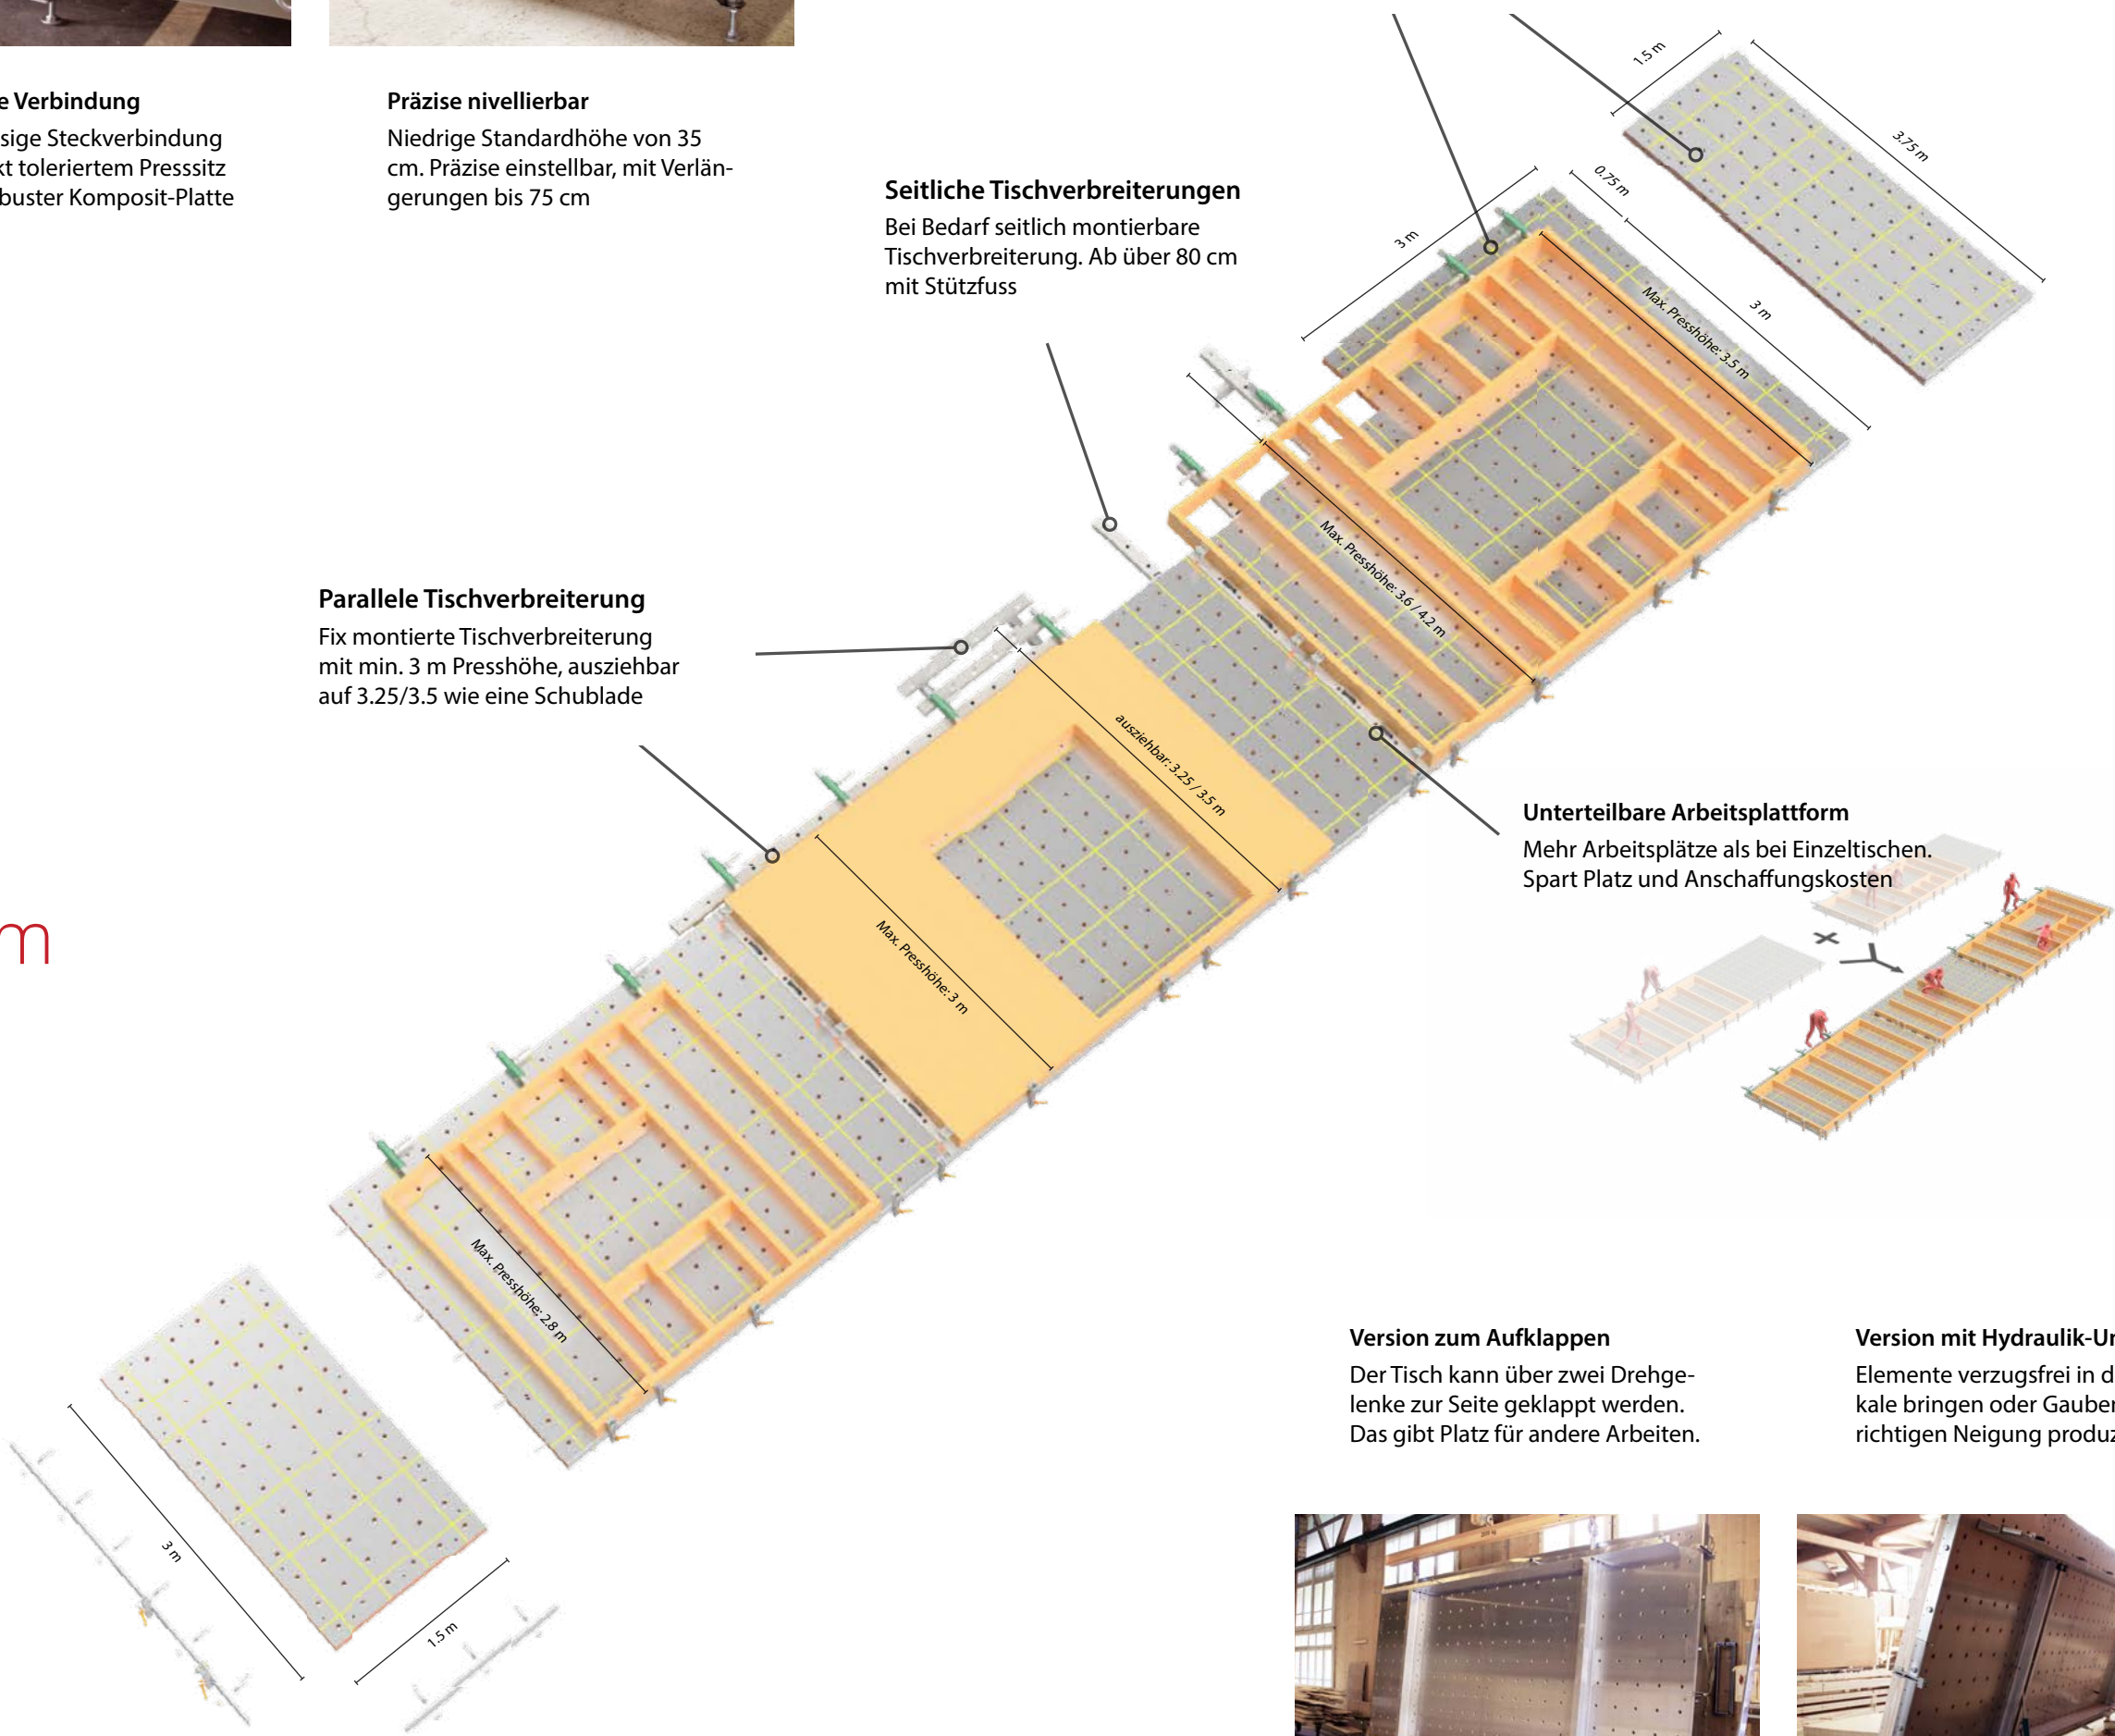 e Verbindung
sige Steckverbindung
kt toleriertem Presssitz
buster Komposit-Platte
Präzise nivellierbar
Niedrige Standardhöhe von 35
cm. Präzise einstellbar, mit Verlän-
gerungen bis 75 cm
Seitliche Tischverbreiterungen
Bei Bedarf seitlich montierbare
Tischverbreiterung. Ab über 80 cm
mit Stützfuss
1.5 m
3.75 m
0.75 m
3 m
3 m
Max. Presshöhe: 3.5 m
Max. Presshöhe: 3.6 / 4.2 m
Parallele Tischverbreiterung
Fix montierte Tischverbreiterung
mit min. 3 m Presshöhe, ausziehbar
auf 3.25/3.5 wie eine Schublade
ausziehbar: 3.25 / 3.5 m
Max. Presshöhe: 3 m
Unterteilbare Arbeitsplattform
Mehr Arbeitsplätze als bei Einzeltischen.
Spart Platz und Anschaffungskosten
m
Max. Presshöhe: 2.8 m
3 m
1.5 m
Version zum Aufklappen
Der Tisch kann über zwei Drehge-
lenke zur Seite geklappt werden.
Das gibt Platz für andere Arbeiten.
Version mit Hydraulik-Un
Elemente verzugsfrei in d
kale bringen oder Gauben
richtigen Neigung produz